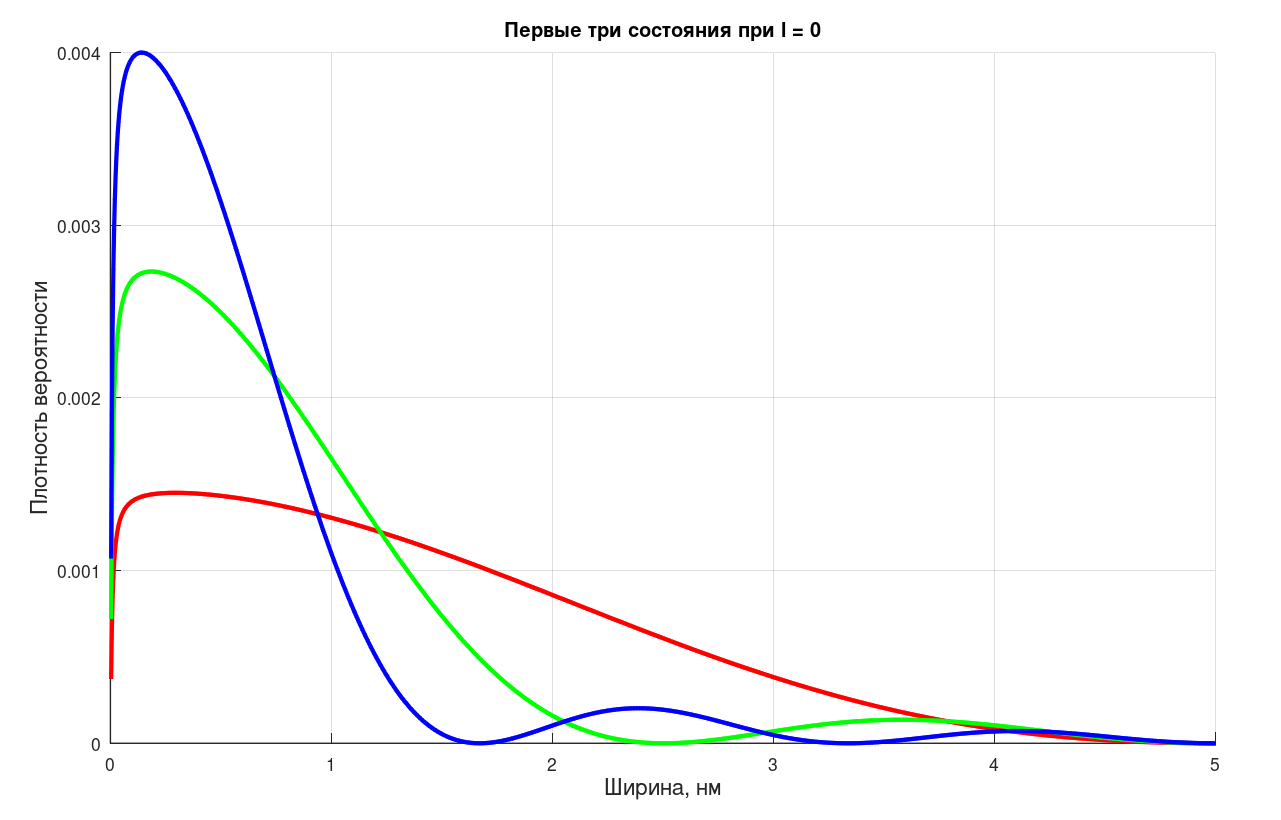 Первые три состояния при l = 0
Плотность вероятности
0.004
0.003
0.002
0.001
0
0 1 2 3 4 5
Ширина, нм